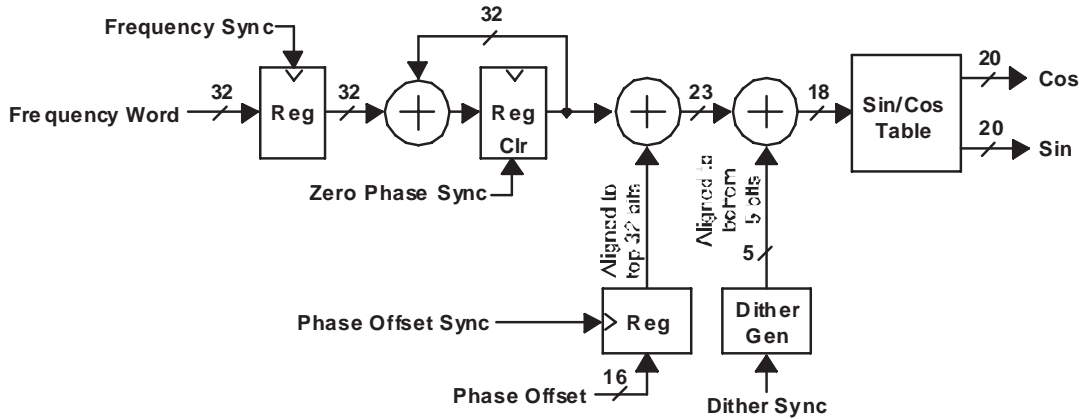 32
Frequency Sync
20
32
32
23
18
Cos
Frequency Word
Reg
Reg
Sin/Cos
Table
20
Clr
Sin
Zero Phase Sync
Aligned to
top 32 bits
Aligned to
bottom
5 bits
5
Phase Offset Sync
Reg
Dither
Gen
16
Phase Offset
Dither Sync